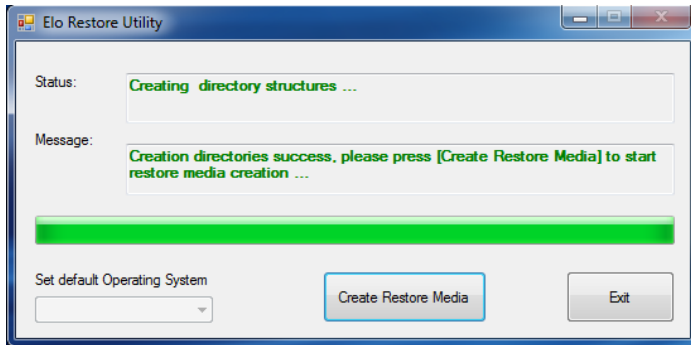 Elo Restore Utility
Status:
Creating directory structures ...
Message:
Creation directories success, please press [Create Restore Media] to start
restore media creation ...
Set default Operating System
Create Restore Media
Exit